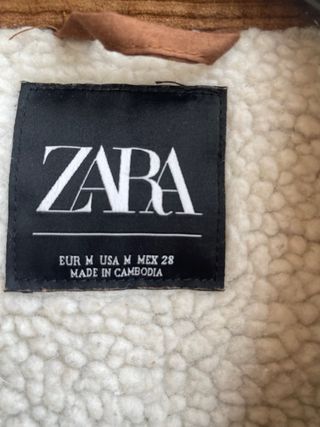 ZARA
EUR M USA M MEX 28
MADE IN CAMBODIA